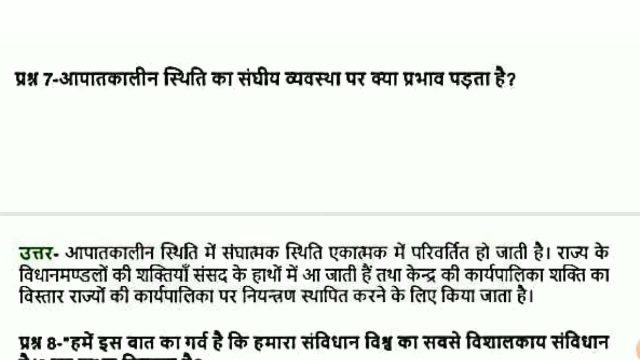 प्रश्न 7-आपातकालीन स्थिति का संघीय व्यवस्था पर क्या प्रभाव पड़ता है?
उत्तर- आपातकालीन स्थिति में संघात्मक स्थिति एकात्मक में परिवर्तित हो जाती है। राज्य के
विधानमण्डलों की शक्तियाँ संसद के हाथों में आ जाती हैं तथा केन्द्र की कार्यपालिका शक्ति का
विस्तार राज्यों की कार्यपालिका पर नियन्त्रण स्थापित करने के लिए किया जाता है।
प्रश्न 8-"हमें इस बात का गर्व है कि हमारा संविधान विश्व का सबसे विशालकाय संविधान